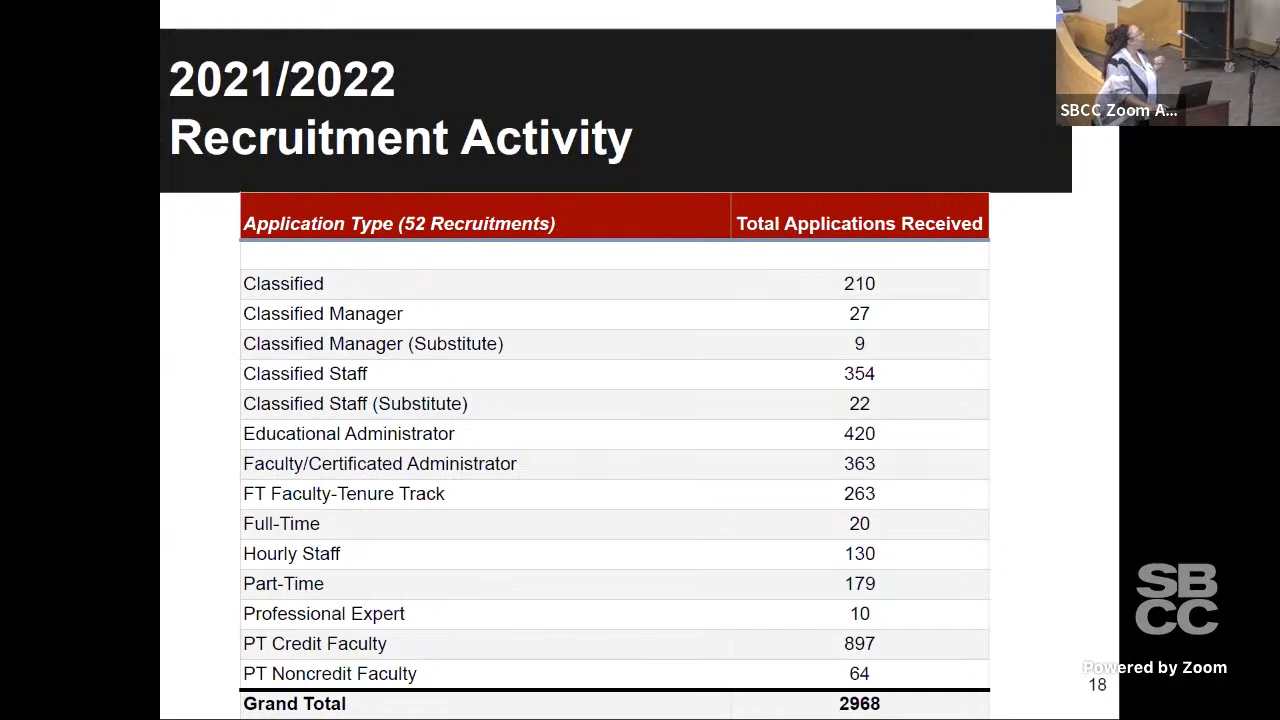 2021/2022
Recruitment Activity
SBCC Zoom A...
Application Type (52 Recruitments) Total Applications Received
Classified 210
Classified Manager 27
Classified Manager (Substitute) 9
Classified Staff 354
Classified Staff (Substitute) 22
Educational Administrator 420
Faculty/Certificated Administrator 363
FT Faculty-Tenure Track 263
Full-Time 20
Hourly Staff 130
Part-Time 179
Professional Expert 10
PT Credit Faculty 897
PT Noncredit Faculty 64
Grand Total 2968
SB
CC
Powered by Zoom
18